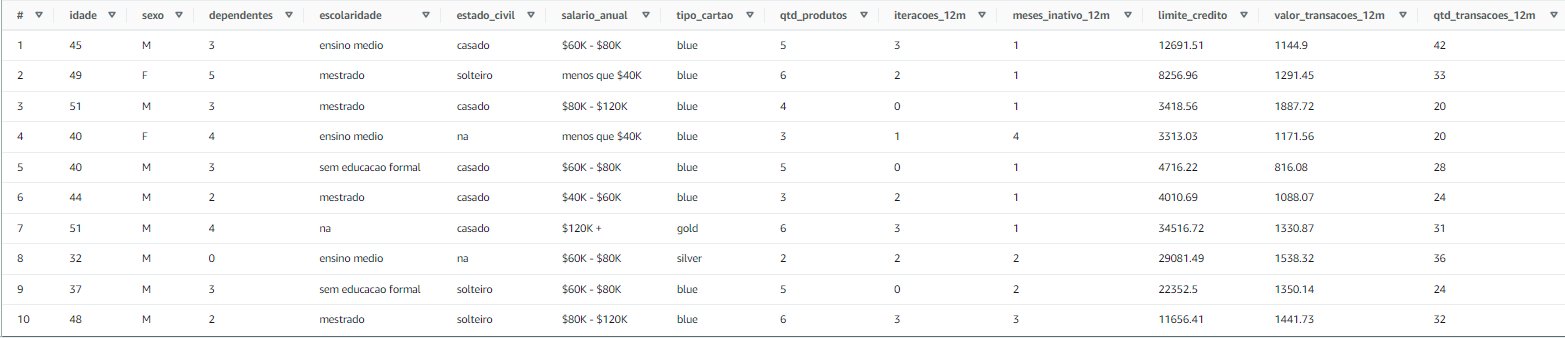 # idade sexo dependentes escolaridade estado_civil salario_anual tipo_cartao qtd_produtos iteracoes_12m meses_inativo_12m limite_credito valor_transacoes_12m qtd_transacoes_12m
1 45 M 3 ensino medio casado $60K - $80K blue 5 3 1 12691.51 1144.9 42
2 49 F 5 mestrado solteiro menos que $40K blue 6 2 1 8256.96 1291.45 33
3 51 M 3 mestrado casado $80K - $120K blue 4 0 1 3418.56 1887.72 20
4 40 F 4 ensino medio na menos que $40K blue 3 1 4 3313.03 1171.56 20
5 40 M 3 sem educacao formal casado $60K - $80K blue 5 0 1 4716.22 816.08 28
6 44 M 2 mestrado casado $40K - $60K blue 3 2 1 4010.69 1088.07 24
7 51 M 4 na casado $120K + gold 6 3 1 34516.72 1330.87 31
8 32 M 0 ensino medio na $60K - $80K silver 2 2 2 29081.49 1538.32 36
9 37 M 3 sem educacao formal solteiro $60K - $80K blue 5 0 2 22352.5 1350.14 24
10 48 M 2 mestrado solteiro $80K - $120K blue 6 3 3 11656.41 1441.73 32